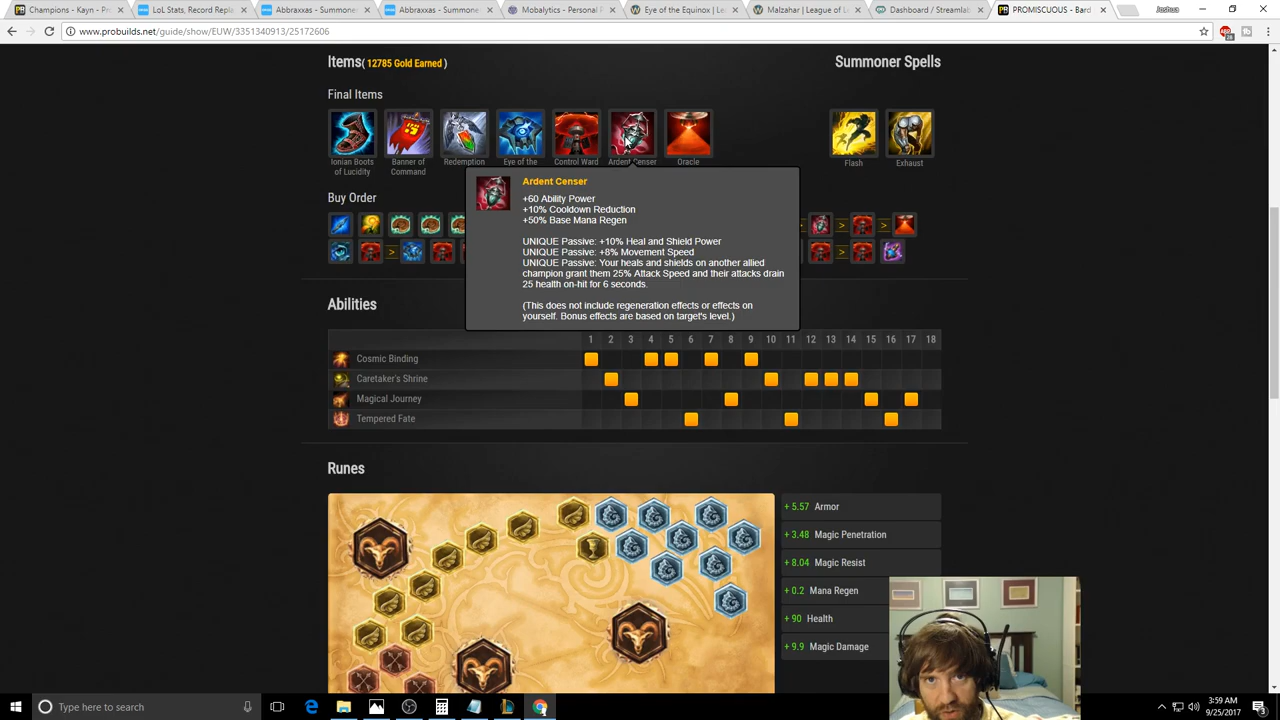 Champions - Kayn - Pro
LoL Stats, Record Repla
Abbraxas - Summone
Abbraxas - Summone
Mobalytics - Personal P
Eye of the Equinox | Le
Malzahar | League of L
Dashboard / Streamlab
PROMISCUOUS - Bard
Joshua
www.probuilds.net/guide/show/EUW/3351340913/25172606
Items( 12785 Gold Earned )
Summoner Spells
Final Items
Ionian Boots of Lucidity
Banner of Command
Redemption
Eye of the
Control Ward
Ardent Censer
Oracle
Flash
Exhaust
Ardent Censer
+60 Ability Power
+10% Cooldown Reduction
+50% Base Mana Regen
UNIQUE Passive: +10% Heal and Shield Power
UNIQUE Passive: +8% Movement Speed
UNIQUE Passive: Your heals and shields on another allied
champion grant them 25% Attack Speed and their attacks drain
25 health on-hit for 6 seconds.
(This does not include regeneration effects or effects on
yourself. Bonus effects are based on target's level.)
Buy Order
> > >
> > >
Abilities
1 2 3 4 5 6 7 8 9 10 11 12 13 14 15 16 17 18
Cosmic Binding
Caretaker's Shrine
Magical Journey
Tempered Fate
Runes
+ 5.57 Armor
+ 3.48 Magic Penetration
+ 8.04 Magic Resist
+ 0.2 Mana Regen
+ 90 Health
+ 9.9 Magic Damage
Type here to search
3:59 AM
9/25/2017